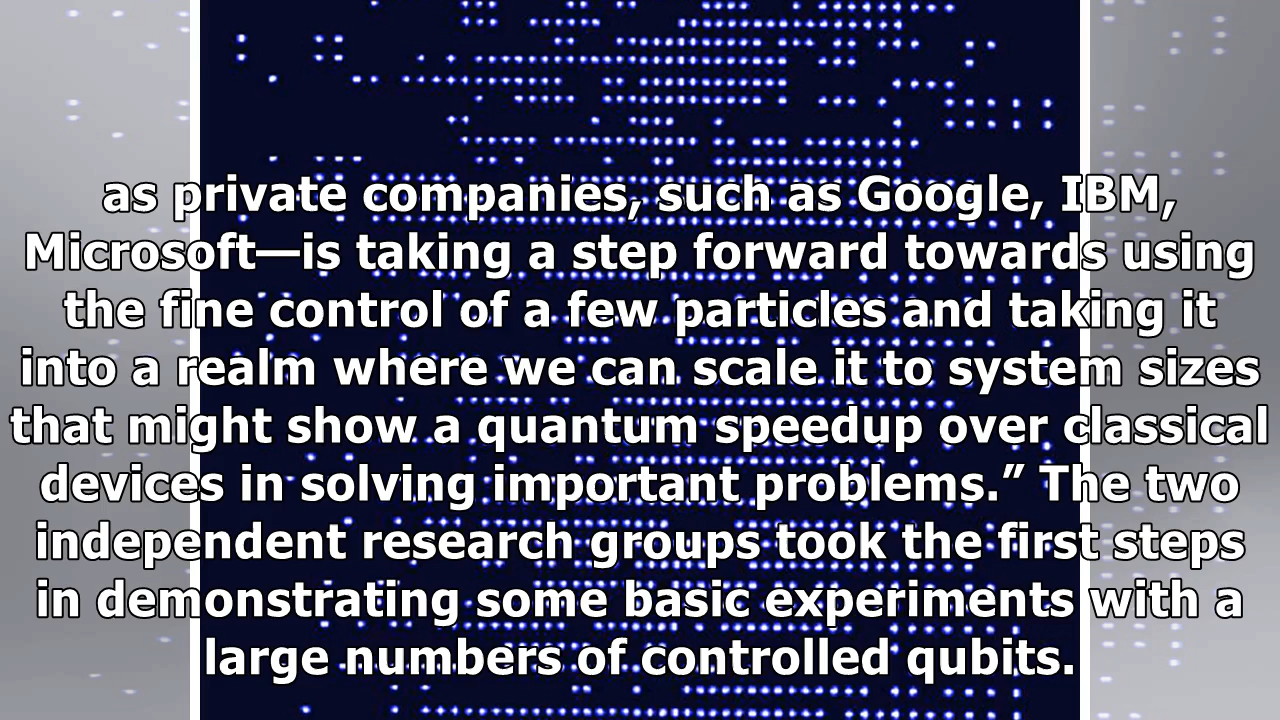 as private companies, such as Google, IBM,
Microsoft—is taking a step forward towards using
the fine control of a few particles and taking it
into a realm where we can scale it to system sizes
that might show a quantum speedup over classical
devices in solving important problems.” The two
independent research groups took the first steps
in demonstrating some basic experiments with a
large numbers of controlled qubits.